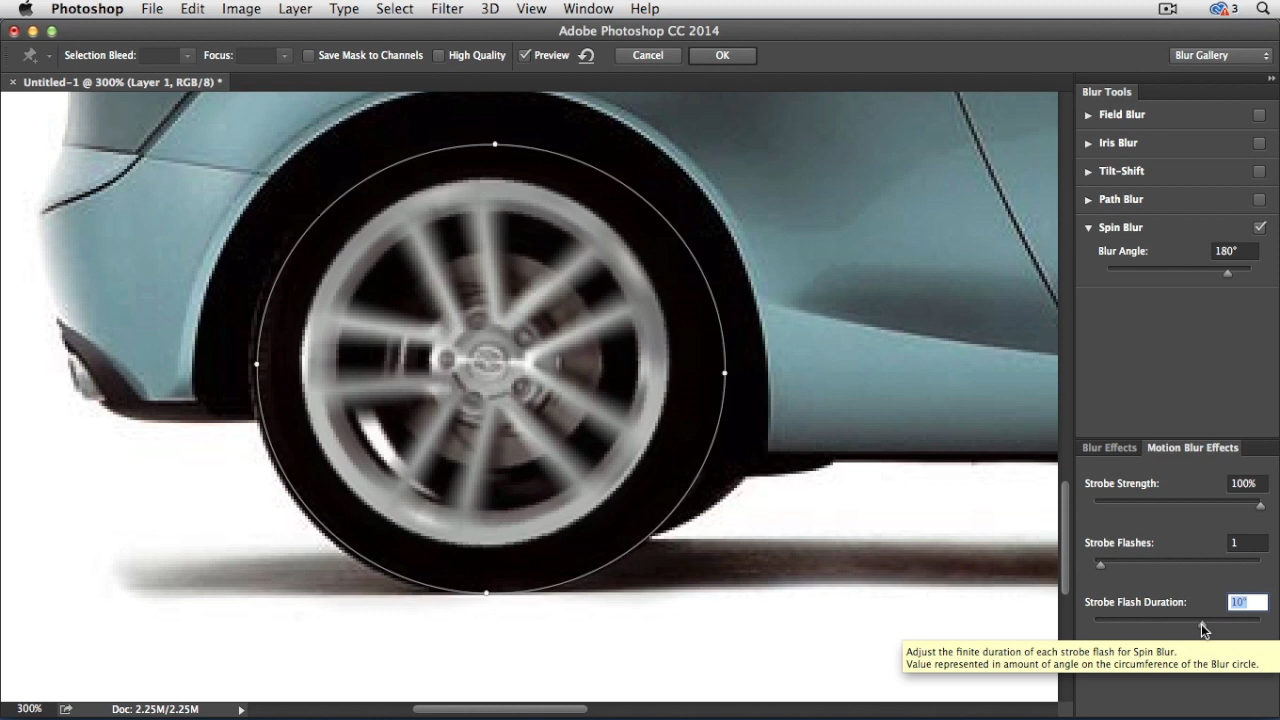 Photoshop File Edit Image Layer Type Select Filter 3D View Window Help 3
Adobe Photoshop CC 2014
Selection Bleed: Focus: Save Mask to Channels High Quality Preview Cancel OK Blur Gallery
× Untitled-1 @ 300% (Layer 1, RGB/8) *
Blur Tools
Field Blur
Iris Blur
Tilt-Shift
Path Blur
Spin Blur
Blur Angle: 180°
Blur Effects Motion Blur Effects
Strobe Strength: 100%
Strobe Flashes: 1
Strobe Flash Duration: 10°
Adjust the finite duration of each strobe flash for Spin Blur.
Value represented in amount of angle on the circumference of the Blur circle.
300% Doc: 2.25M/2.25M